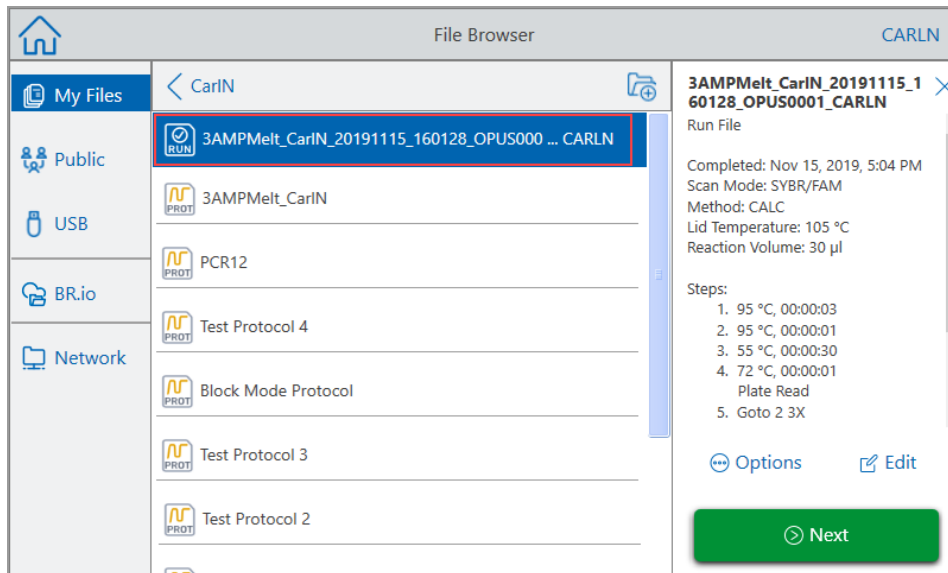 File Browser
CARLN
My Files
Public
USB
BR.io
Network
CarlN
RUN
3AMPMelt_CarlN_20191115_160128_OPUS000 ... CARLN
PROT
3AMPMelt_CarlN
PROT
PCR12
PROT
Test Protocol 4
PROT
Block Mode Protocol
PROT
Test Protocol 3
PROT
Test Protocol 2
3AMPMelt_CarlN_20191115_1
60128_OPUS0001_CARLN
Run File
Completed: Nov 15, 2019, 5:04 PM
Scan Mode: SYBR/FAM
Method: CALC
Lid Temperature: 105 °C
Reaction Volume: 30 µl
Steps:
1. 95 °C, 00:00:03
2. 95 °C, 00:00:01
3. 55 °C, 00:00:30
4. 72 °C, 00:00:01
Plate Read
5. Goto 2 3X
Options
Edit
Next